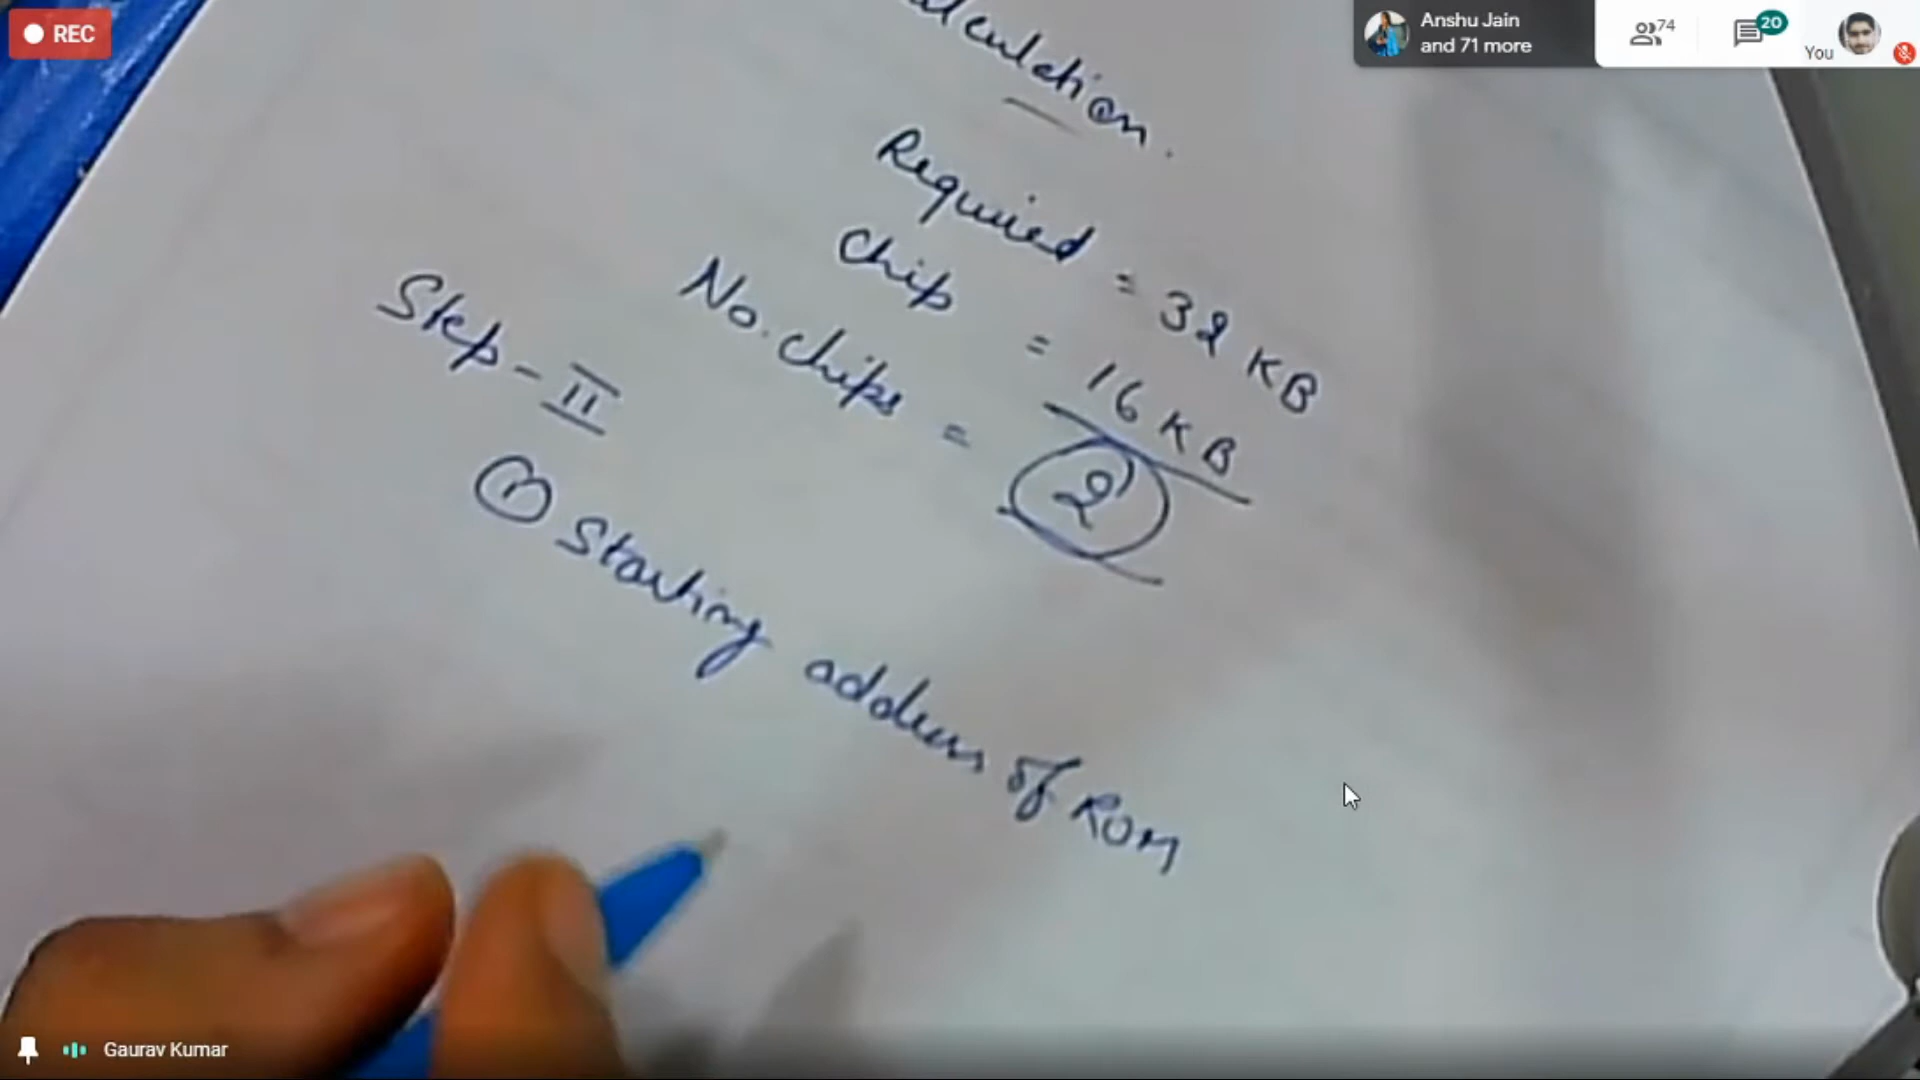 REC
Anshu Jain
and 71 more
74
20
You
Required = 32 KB
Chip = 16 KB
No. chips = 2
Step - II
Starting address of ROM
Gaurav Kumar